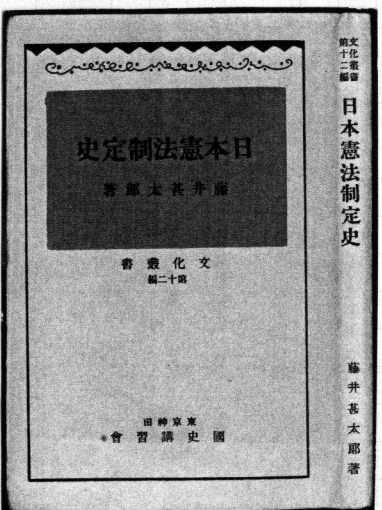 日本憲法制定史
藤井甚太郎著
文化叢書
第十二編
東京神田
國史講習會
文化叢書
第十二編
日本憲法制定史
藤井甚太郎著